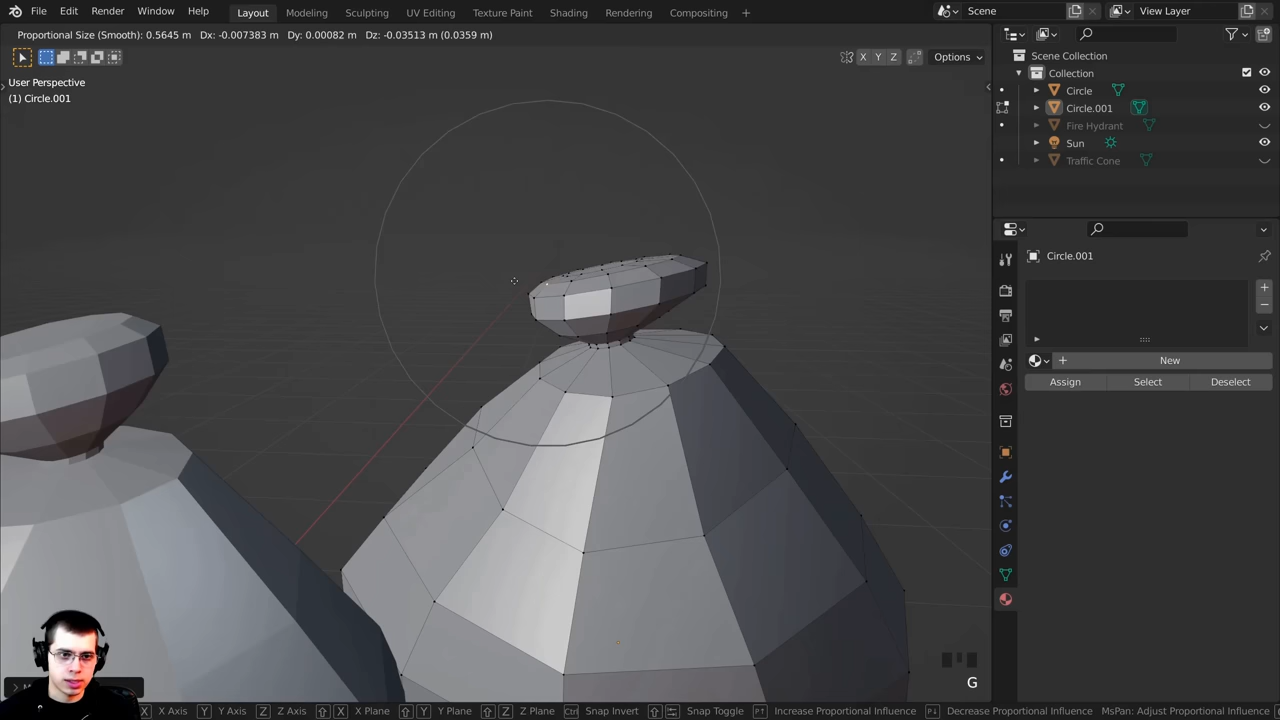 File Edit Render Window Help Layout Modeling Sculpting UV Editing Texture Paint Shading Rendering Compositing + Scene View Layer
Proportional Size (Smooth): 0.5645 m Dx: -0.007383 m Dy: 0.00082 m Dz: -0.03513 m (0.0359 m)
X Y Z Options
User Perspective
(1) Circle.001
Scene Collection
Collection
Circle
Circle.001
Fire Hydrant
Sun
Traffic Cone
Circle.001
+ New
Assign Select Deselect
G
X X Axis Y Y Axis Z Z Axis X X Plane Y Y Plane Z Z Plane Ctrl Snap Invert Snap Toggle Increase Proportional Influence Decrease Proportional Influence MsPan: Adjust Proportional Influence